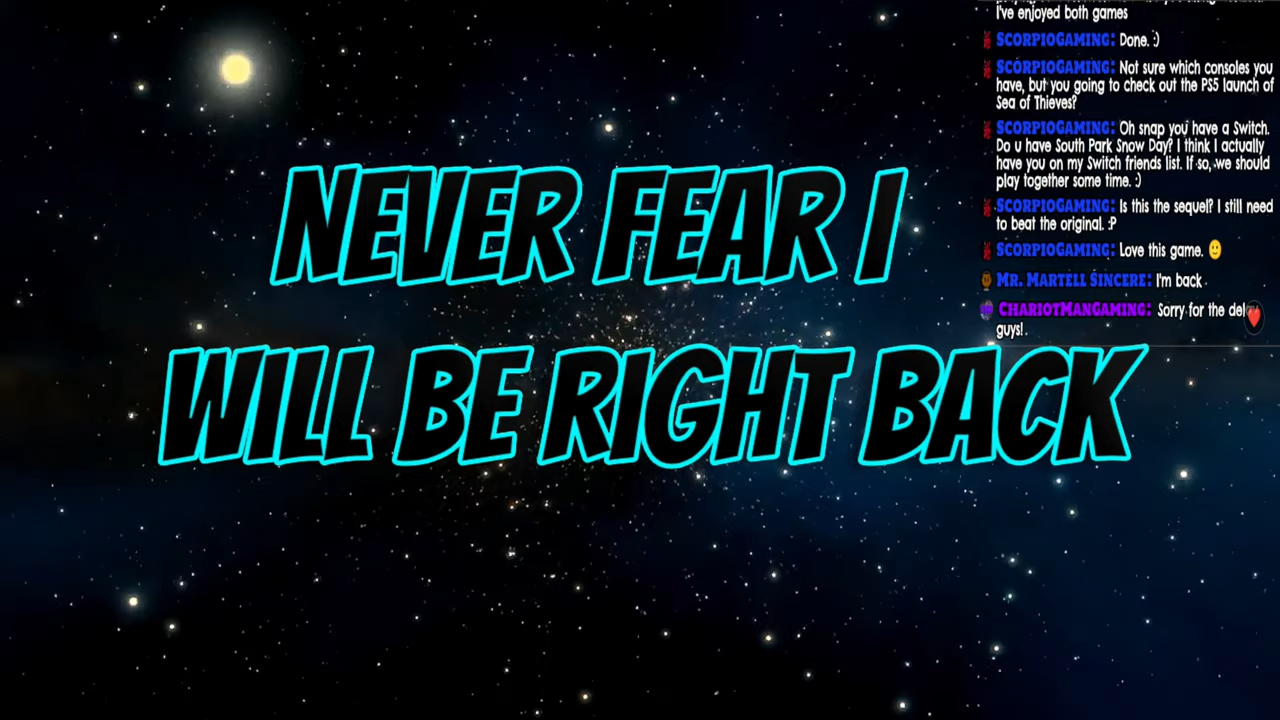 I've enjoyed both games
SCORPIOGAMING: Done. :)
SCORPIOGAMING: Not sure which consoles you
have, but you going to check out the PS5 launch of
Sea of Thieves?
SCORPIOGAMING: Oh snap you have a Switch.
Do u have South Park Snow Day? I think I actually
have you on my Switch friends list. If so, we should
play together some time. :)
SCORPIOGAMING: Is this the sequel? I still need
to beat the original. :P
SCORPIOGAMING: Love this game. 🙂
MR. MARTELL SINCERE: I'm back
CHARIOTMANGAMING: Sorry for the
guys!
NEVER FEAR I
WILL BE RIGHT BACK